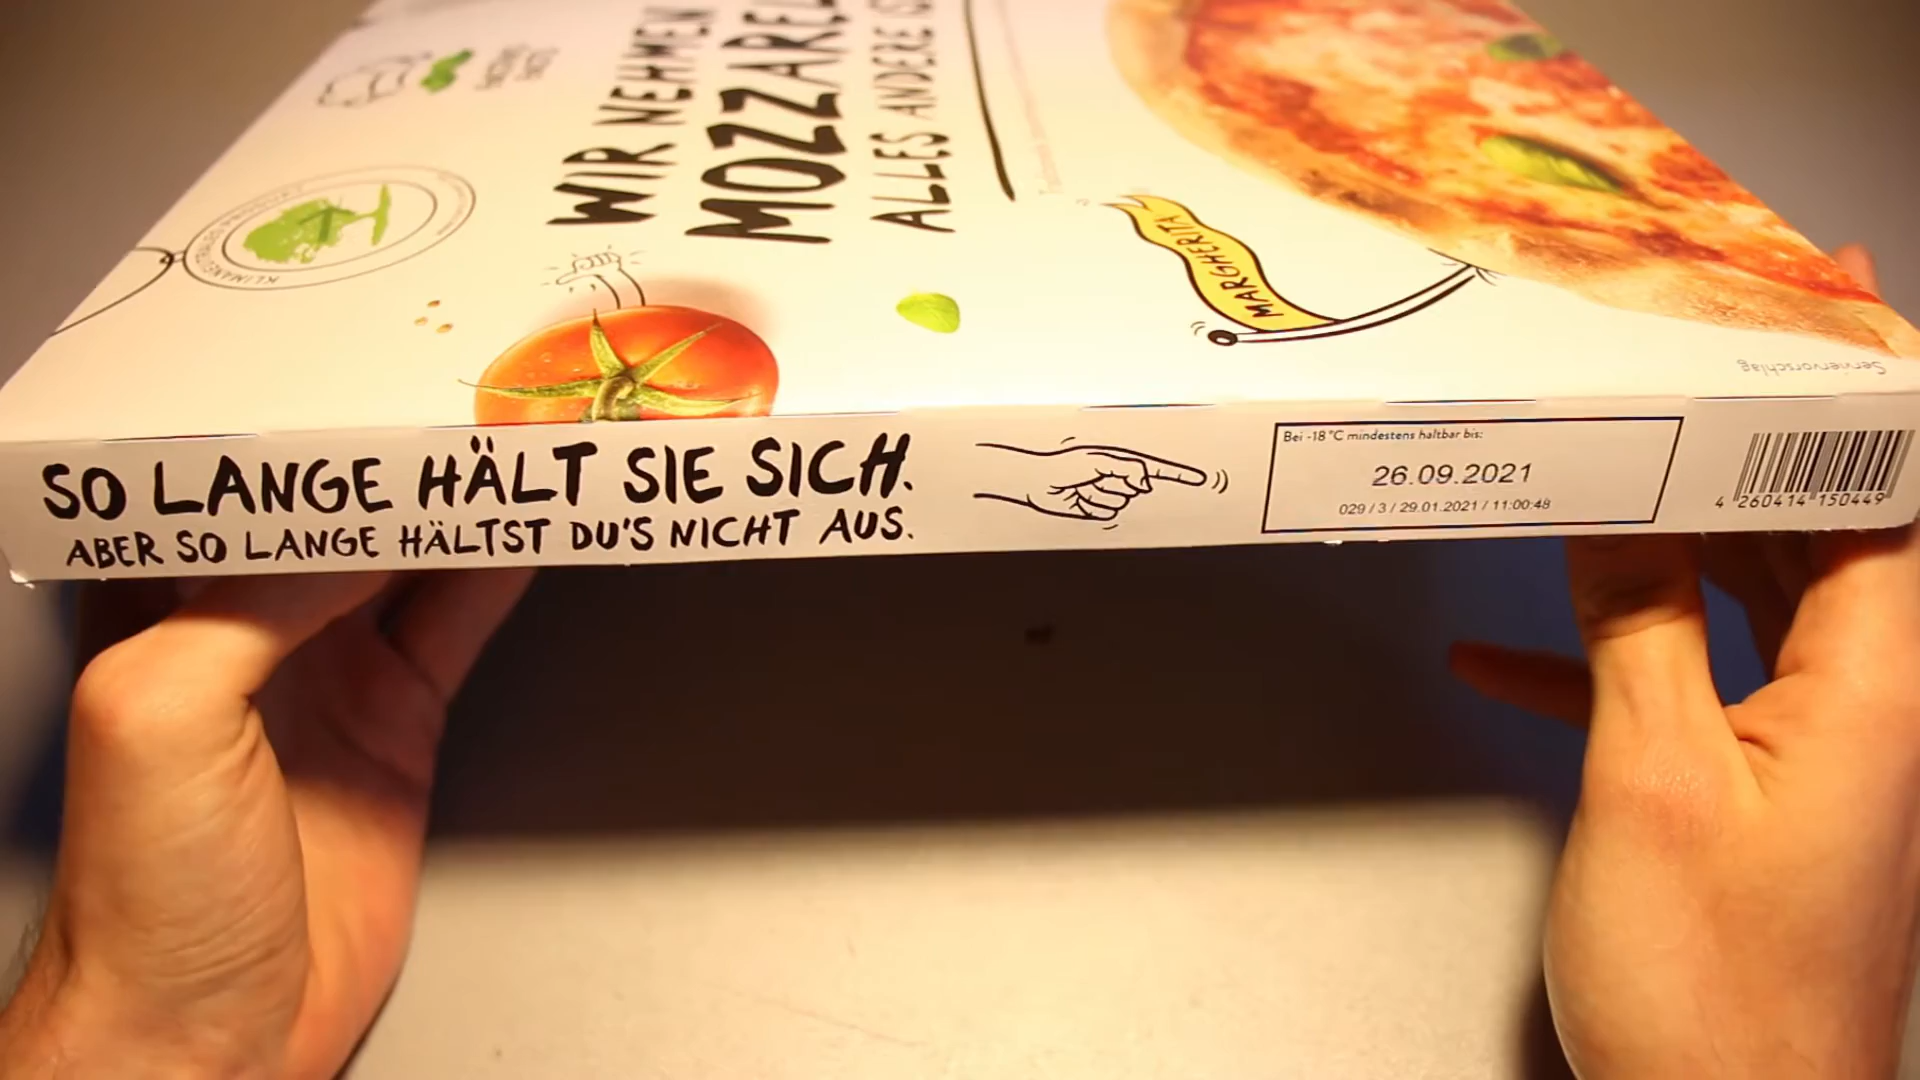 WIR NEHMEN
MOZZAREL
ALLES ANDERE IS
MARGHERITA
Serviervorschlag
SO LANGE HÄLT SIE SICH.
ABER SO LANGE HÄLTST DU'S NICHT AUS.
Bei -18 °C mindestens haltbar bis:
26.09.2021
029 / 3 / 29.01.2021 / 11:00:48
4 260414 150449